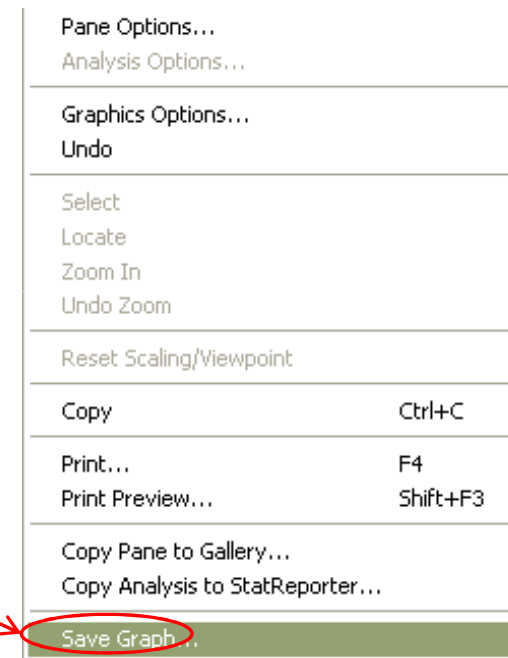 Pane Options...
Analysis Options...
Graphics Options...
Undo
Select
Locate
Zoom In
Undo Zoom
Reset Scaling/Viewpoint
Copy Ctrl+C
Print... F4
Print Preview... Shift+F3
Copy Pane to Gallery...
Copy Analysis to StatReporter...
Save Graph...